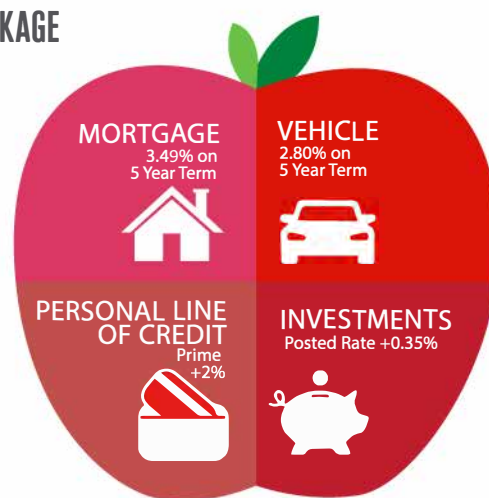 KAGE
MORTGAGE
3.49% on
5 Year Term
VEHICLE
2.80% on
5 Year Term
PERSONAL LINE
OF CREDIT
Prime
+2%
INVESTMENTS
Posted Rate +0.35%